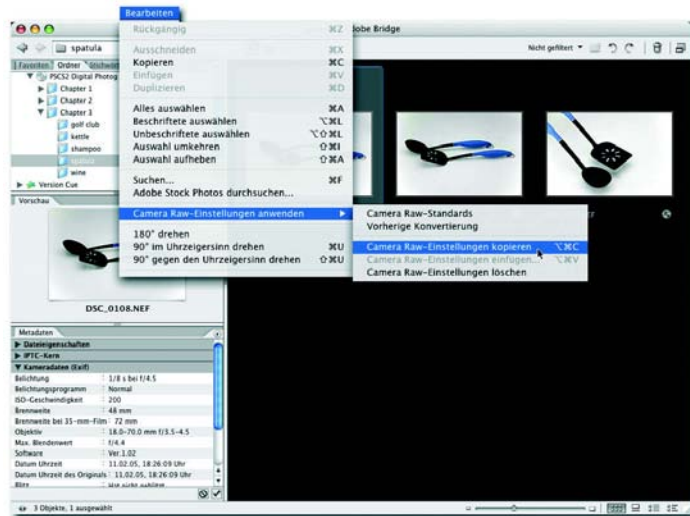 Bearbeiten
Adobe Bridge
Rückgängig ⌘Z
Ausschneiden ⌘X
Kopieren ⌘C
Einfügen ⌘V
Duplizieren ⌘D
Alles auswählen ⌘A
Beschriftete auswählen ⌥⌘L
Unbeschriftete auswählen ⌥⇧⌘L
Auswahl umkehren ⇧⌘I
Auswahl aufheben ⇧⌘A
Suchen... ⌘F
Adobe Stock Photos durchsuchen...
Camera Raw-Einstellungen anwenden
180° drehen
90° im Uhrzeigersinn drehen ⌘U
90° gegen den Uhrzeigersinn drehen ⇧⌘U
Camera Raw-Standards
Vorherige Konvertierung
Camera Raw-Einstellungen kopieren ⌥⌘C
Camera Raw-Einstellungen einfügen... ⌥⌘V
Camera Raw-Einstellungen löschen
spatula
Nicht gefiltert
Favoriten Ordner
PSCS2 Digital Photog
Chapter 1
Chapter 2
Chapter 3
golf club
kettle
shampoo
spatula
wine
Version Cue
Vorschau
DSC_0108.NEF
Metadaten
Dateieigenschaften
IPTC-Kern
Kameradaten (Exif)
Belichtung : 1/8 s bei f/4.5
Belichtungsprogramm : Normal
ISO-Geschwindigkeit : 200
Brennweite : 48 mm
Brennweite bei 35-mm-Film : 72 mm
Objektiv : 18.0-70.0 mm f/3.5-4.5
Max. Blendenwert : f/4.4
Software : Ver.1.02
Datum Uhrzeit : 11.02.05, 18:26:09 Uhr
Datum Uhrzeit des Originals : 11.02.05, 18:26:09 Uhr
3 Objekte, 1 ausgewählt